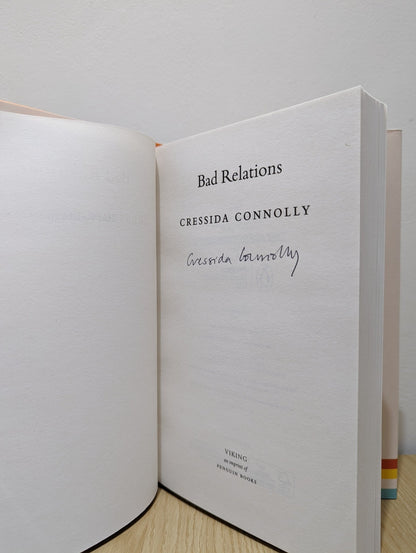 Bad Relations
CRESSIDA CONNOLLY
Cressida Connolly
VIKING
an imprint of
PENGUIN BOOKS